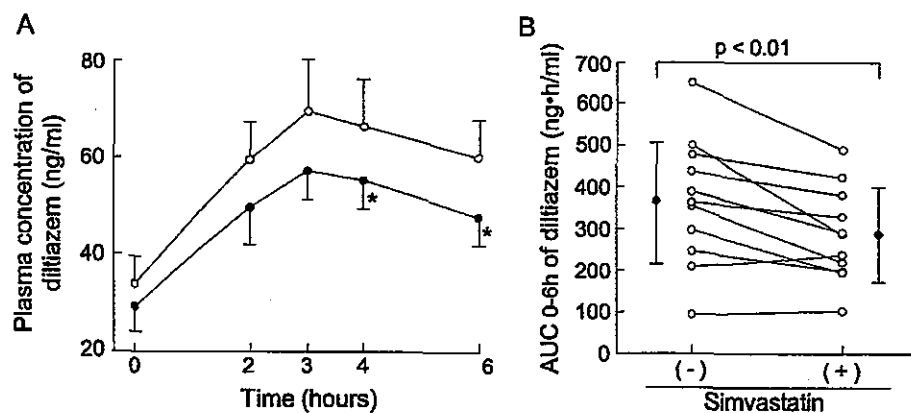 A
Plasma concentration of
diltiazem (ng/ml)
80
60
40
20
0
2
3
4
6
*
*
Time (hours)
B
p < 0.01
AUC 0-6h of diltiazem (ng•h/ml)
700
600
500
400
300
200
100
0
(-)
(+)
Simvastatin